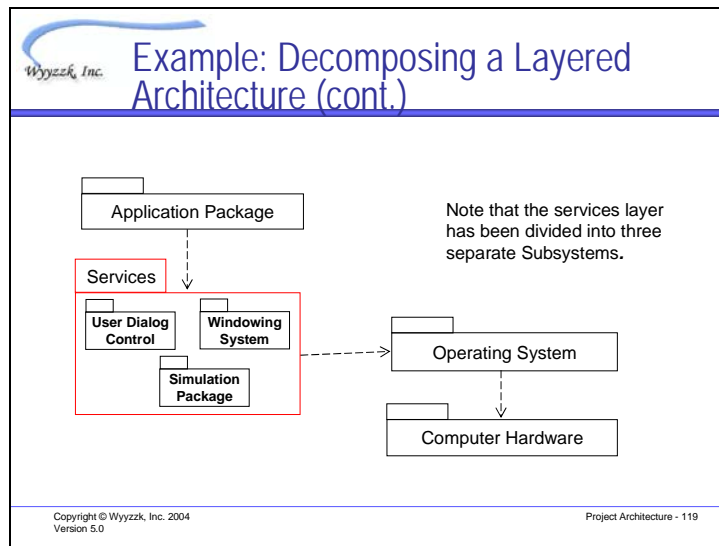 Wyyzzk, Inc.
Example: Decomposing a Layered
Architecture (cont.)
Application Package
Note that the services layer
has been divided into three
separate Subsystems.
Services
User Dialog
Control
Windowing
System
Simulation
Package
Operating System
Computer Hardware
Copyright © Wyyzzk, Inc. 2004
Version 5.0
Project Architecture - 119